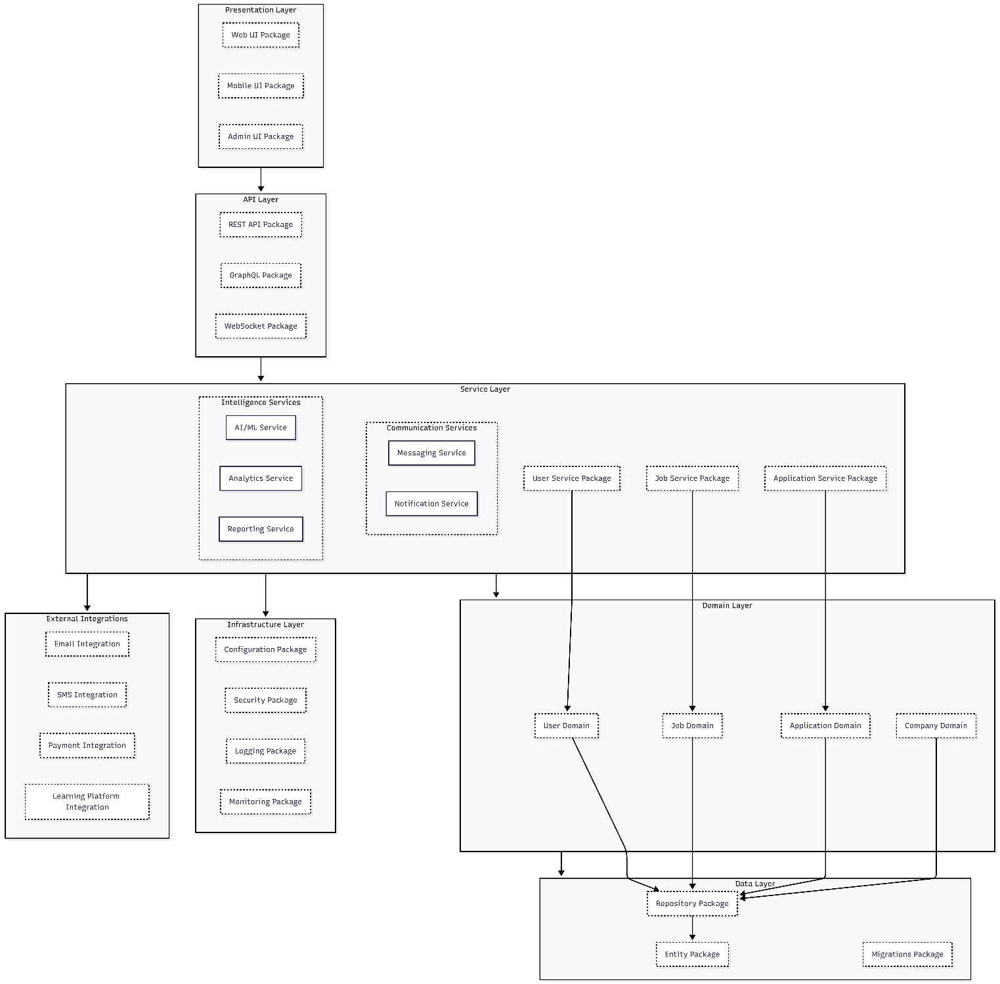 Presentation Layer
Web UI Package
Mobile UI Package
Admin UI Package
API Layer
REST API Package
GraphQL Package
WebSocket Package
Service Layer
Intelligence Services
AI/ML Service
Analytics Service
Reporting Service
Communication Services
Messaging Service
Notification Service
User Service Package
Job Service Package
Application Service Package
External Integrations
Email Integration
SMS Integration
Payment Integration
Learning Platform
Integration
Infrastructure Layer
Configuration Package
Security Package
Logging Package
Monitoring Package
Domain Layer
User Domain
Job Domain
Application Domain
Company Domain
Data Layer
Repository Package
Entity Package
Migrations Package